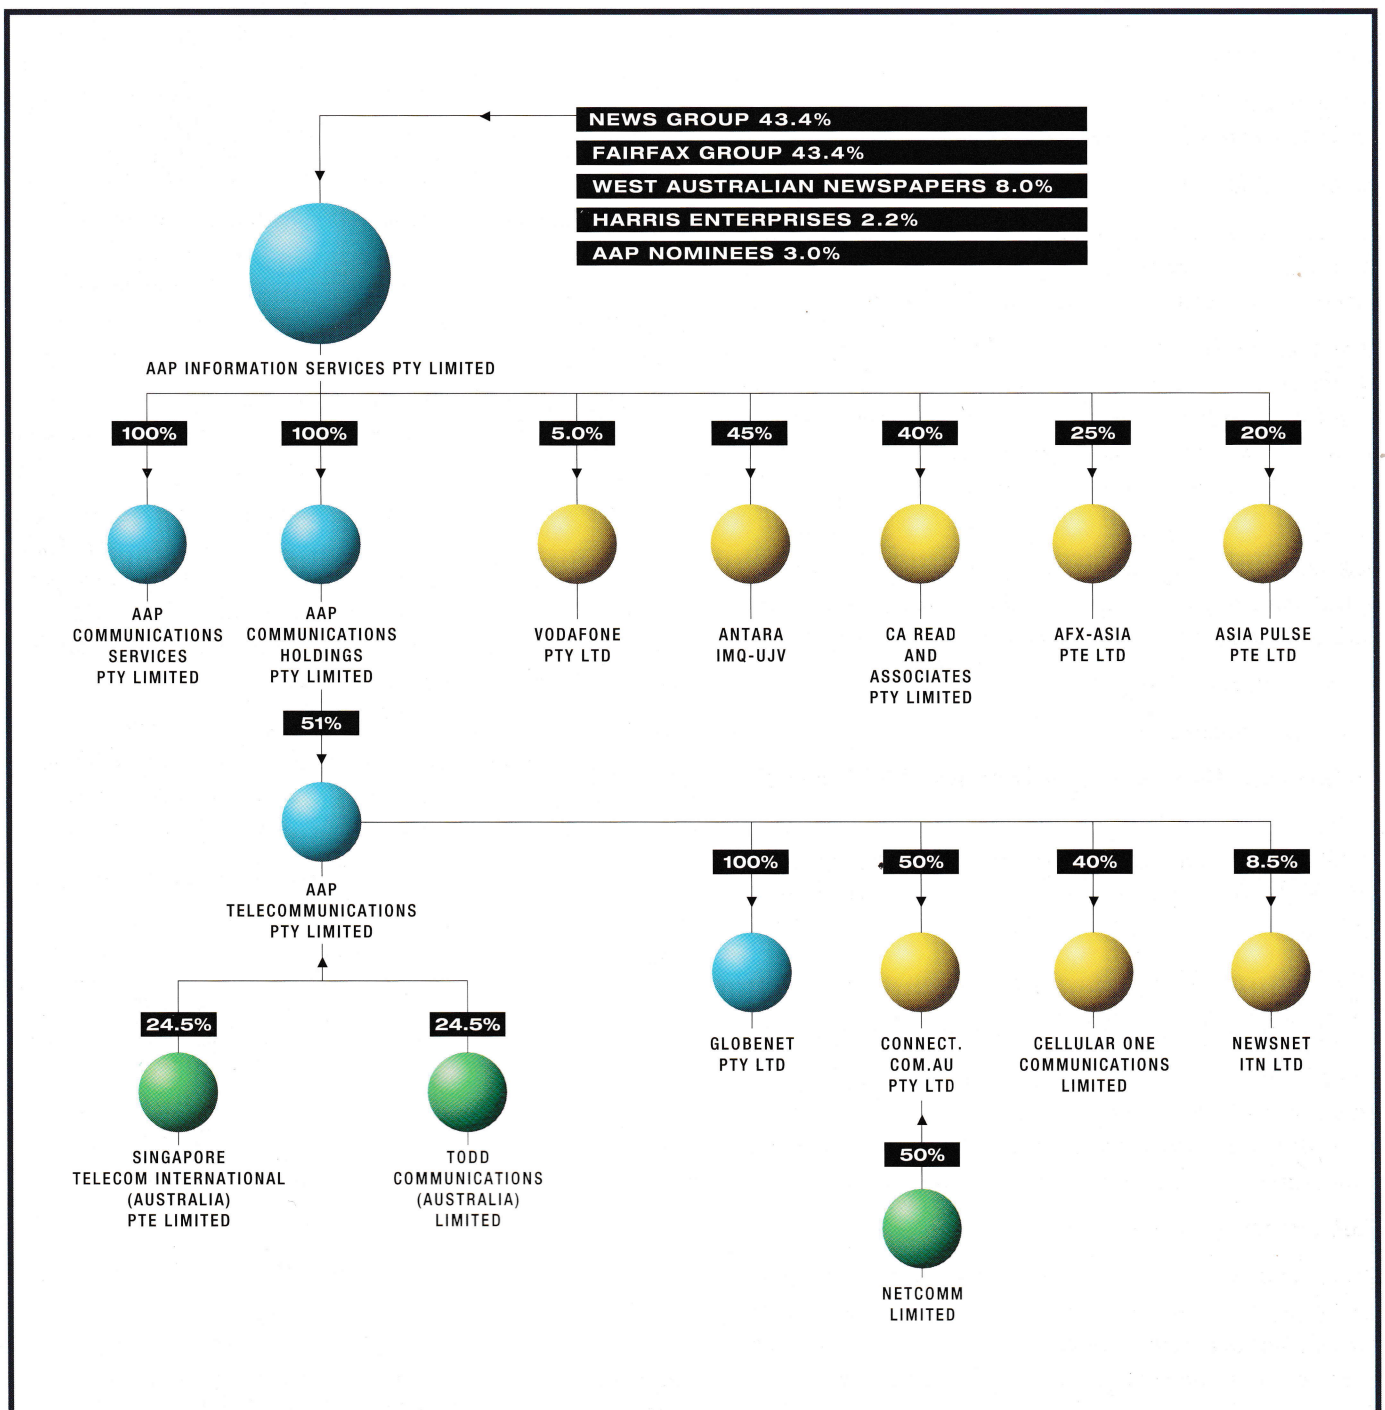 NEWS GROUP 43.4%
FAIRFAX GROUP 43.4%
WEST AUSTRALIAN NEWSPAPERS 8.0%
HARRIS ENTERPRISES 2.2%
AAP NOMINEES 3.0%
AAP INFORMATION SERVICES PTY LIMITED
100%
100%
5.0%
45%
40%
25%
20%
AAP
COMMUNICATIONS
SERVICES
PTY LIMITED
AAP
COMMUNICATIONS
HOLDINGS
PTY LIMITED
VODAFONE
PTY LTD
ANTARA
IMQ-UJV
CA READ
AND
ASSOCIATES
PTY LIMITED
AFX-ASIA
PTE LTD
ASIA PULSE
PTE LTD
51%
AAP
TELECOMMUNICATIONS
PTY LIMITED
100%
50%
40%
8.5%
GLOBENET
PTY LTD
CONNECT.
COM.AU
PTY LTD
CELLULAR ONE
COMMUNICATIONS
LIMITED
NEWSNET
ITN LTD
24.5%
24.5%
SINGAPORE
TELECOM INTERNATIONAL
(AUSTRALIA)
PTE LIMITED
TODD
COMMUNICATIONS
(AUSTRALIA)
LIMITED
50%
NETCOMM
LIMITED